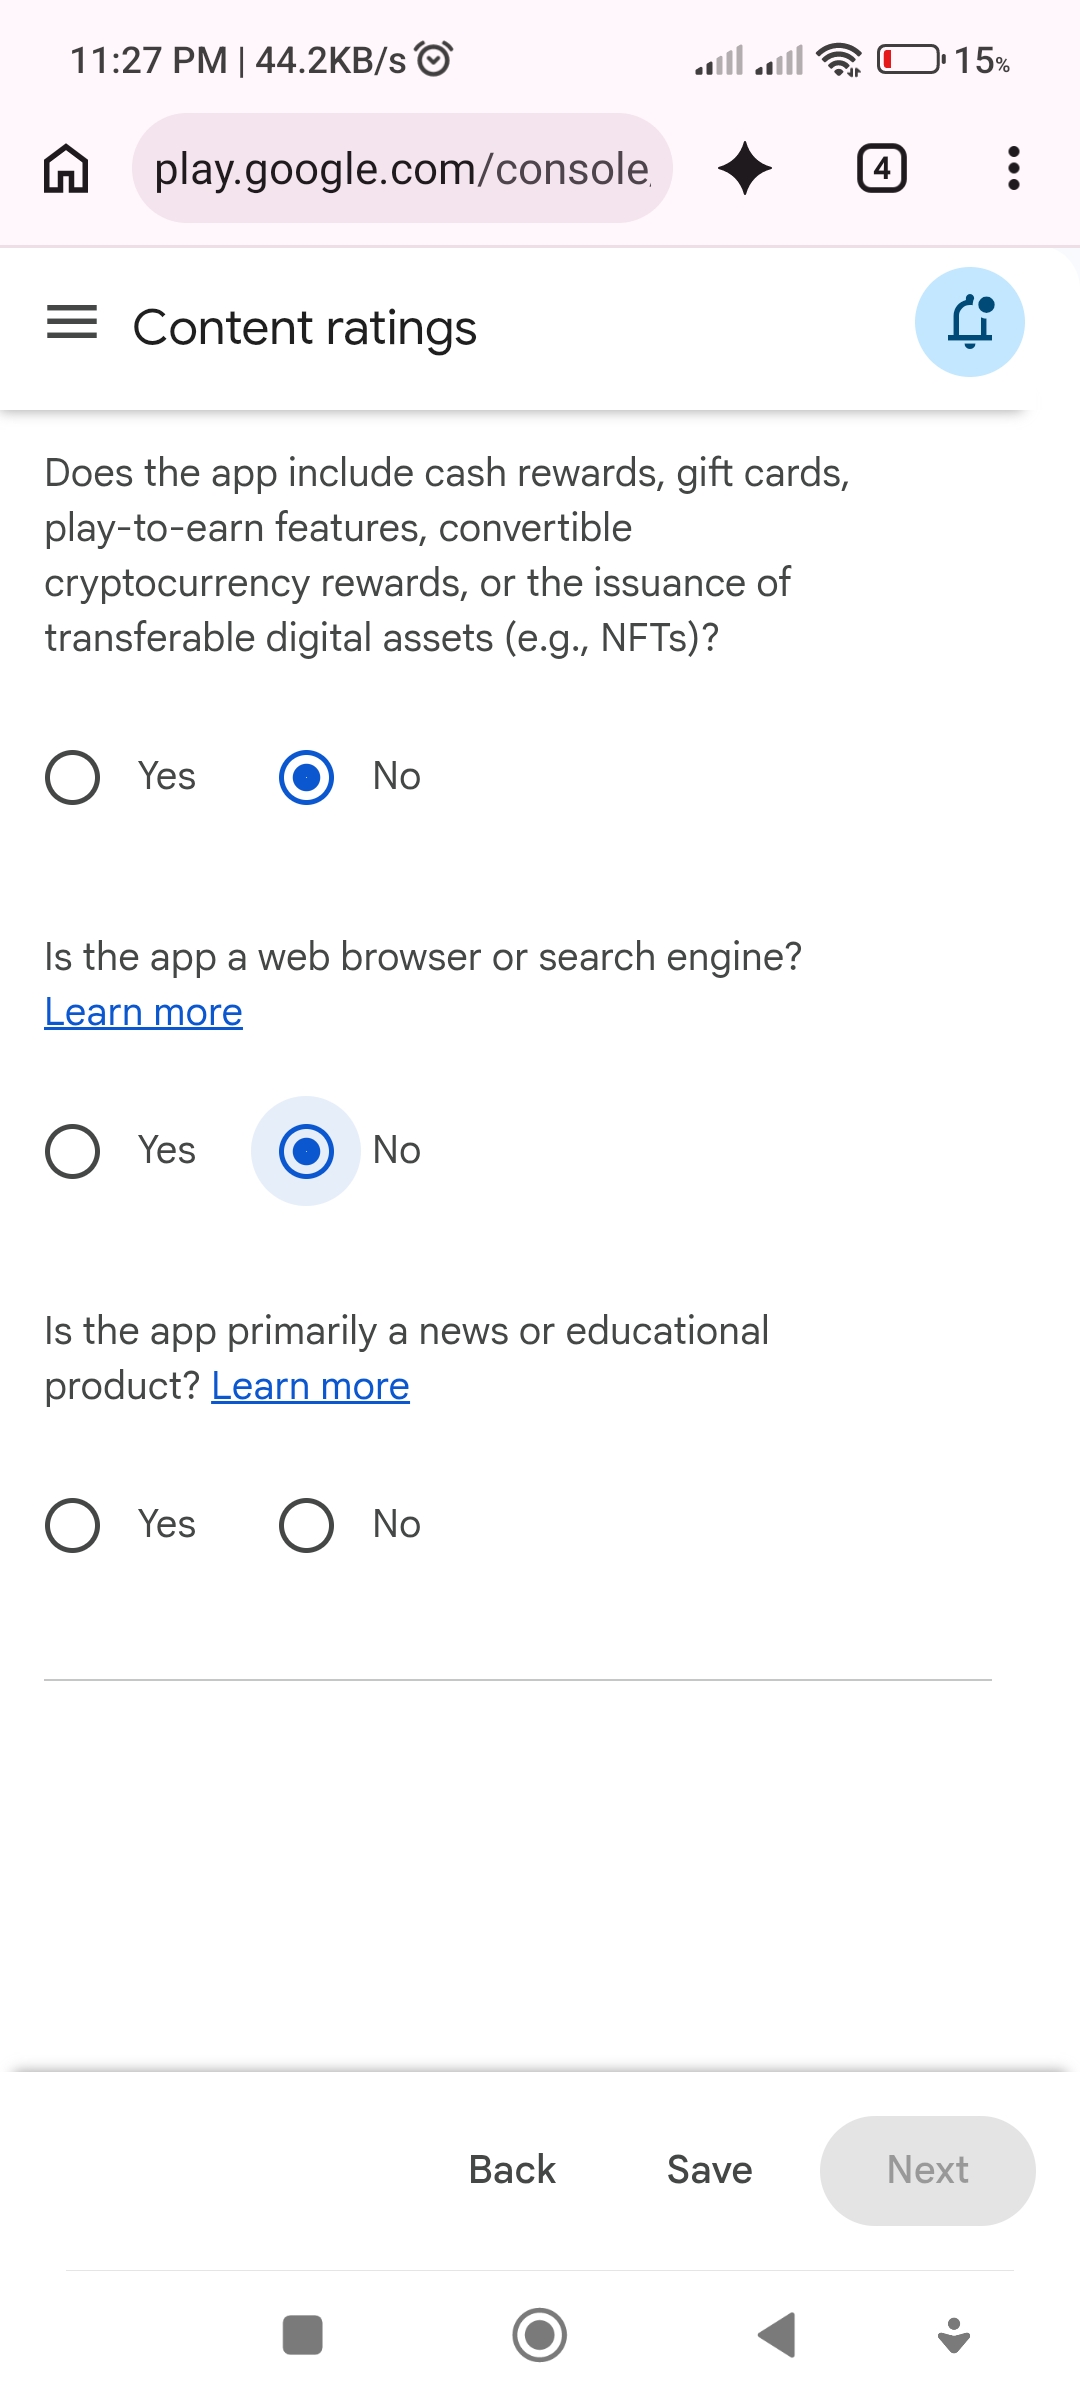 11:27 PM | 44.2KB/s 15%
play.google.com/console 4
Content ratings
Does the app include cash rewards, gift cards,
play-to-earn features, convertible
cryptocurrency rewards, or the issuance of
transferable digital assets (e.g., NFTs)?
Yes No
Is the app a web browser or search engine?
Learn more
Yes No
Is the app primarily a news or educational
product? Learn more
Yes No
Back Save Next